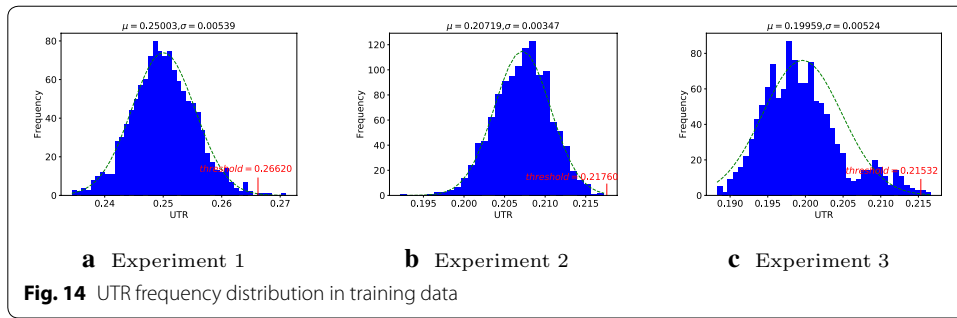 μ = 0.25003,σ = 0.00539
80
60
40
20
0
Frequency
threshold = 0.26620
0.24 0.25 0.26 0.27
UTR
a Experiment 1
μ = 0.20719,σ = 0.00347
120
100
80
60
40
20
0
Frequency
threshold = 0.21760
0.195 0.200 0.205 0.210 0.215
UTR
b Experiment 2
μ = 0.19959,σ = 0.00524
80
60
40
20
0
Frequency
threshold = 0.21532
0.190 0.195 0.200 0.205 0.210 0.215
UTR
c Experiment 3
Fig. 14 UTR frequency distribution in training data